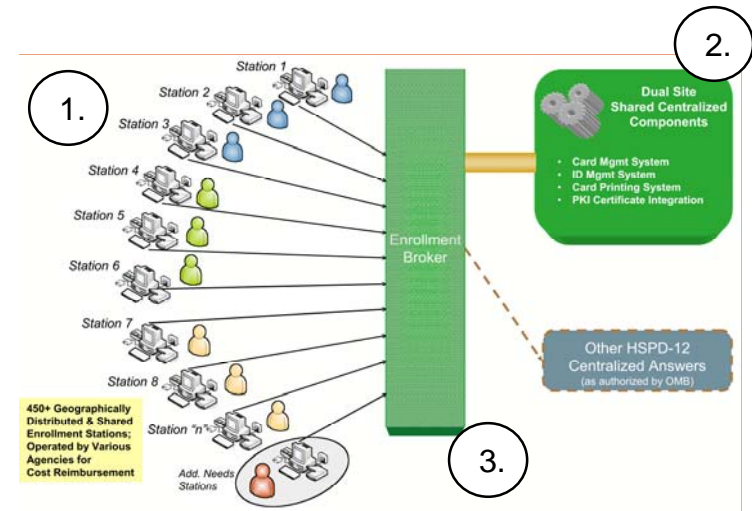 2.
1.
Station 1
Station 2
Station 3
Station 4
Station 5
Station 6
Station 7
Station 8
Station "n"
Add. Needs
Stations
450+ Geographically
Distributed & Shared
Enrollment Stations;
Operated by Various
Agencies for
Cost Reimbursement
Enrollment
Broker
3.
Dual Site
Shared Centralized
Components
• Card Mgmt System
• ID Mgmt System
• Card Printing System
• PKI Certificate Integration
Other HSPD-12
Centralized Answers
(as authorized by OMB)